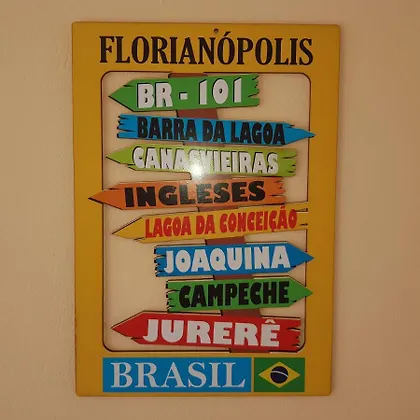 FLORIANÓPOLIS
BR - 101
BARRA DA LAGOA
CANASVIEIRAS
INGLESES
LAGOA DA CONCEIÇÃO
JOAQUINA
CAMPECHE
JURERÊ
BRASIL